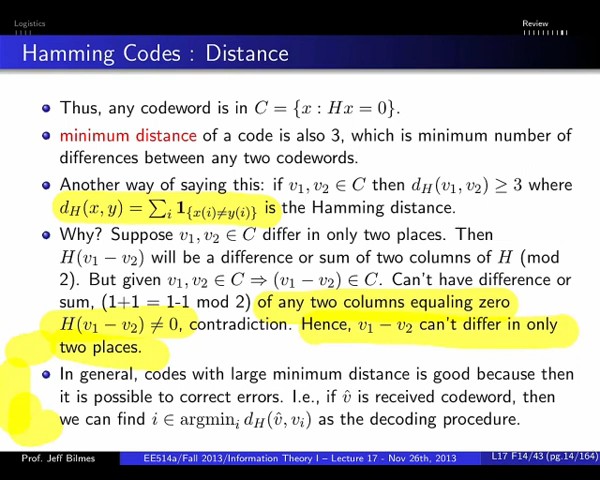 Logistics
Review
Hamming Codes : Distance
Thus, any codeword is in C = {x : Hx = 0}.
minimum distance of a code is also 3, which is minimum number of
differences between any two codewords.
Another way of saying this: if v₁, v₂ ∈ C then d_H(v₁, v₂) ≥ 3 where
d_H(x, y) = ∑ᵢ 1_{x(i)≠y(i)} is the Hamming distance.
Why? Suppose v₁, v₂ ∈ C differ in only two places. Then
H(v₁ − v₂) will be a difference or sum of two columns of H (mod
2). But given v₁, v₂ ∈ C ⇒ (v₁ − v₂) ∈ C. Can't have difference or
sum, (1+1 = 1-1 mod 2) of any two columns equaling zero
H(v₁ − v₂) ≠ 0, contradiction. Hence, v₁ − v₂ can't differ in only
two places.
In general, codes with large minimum distance is good because then
it is possible to correct errors. I.e., if v̂ is received codeword, then
we can find i ∈ argminᵢ d_H(v̂, vᵢ) as the decoding procedure.
Prof. Jeff Bilmes
EE514a/Fall 2013/Information Theory I – Lecture 17 - Nov 26th, 2013
L17 F14/43 (pg.14/164)